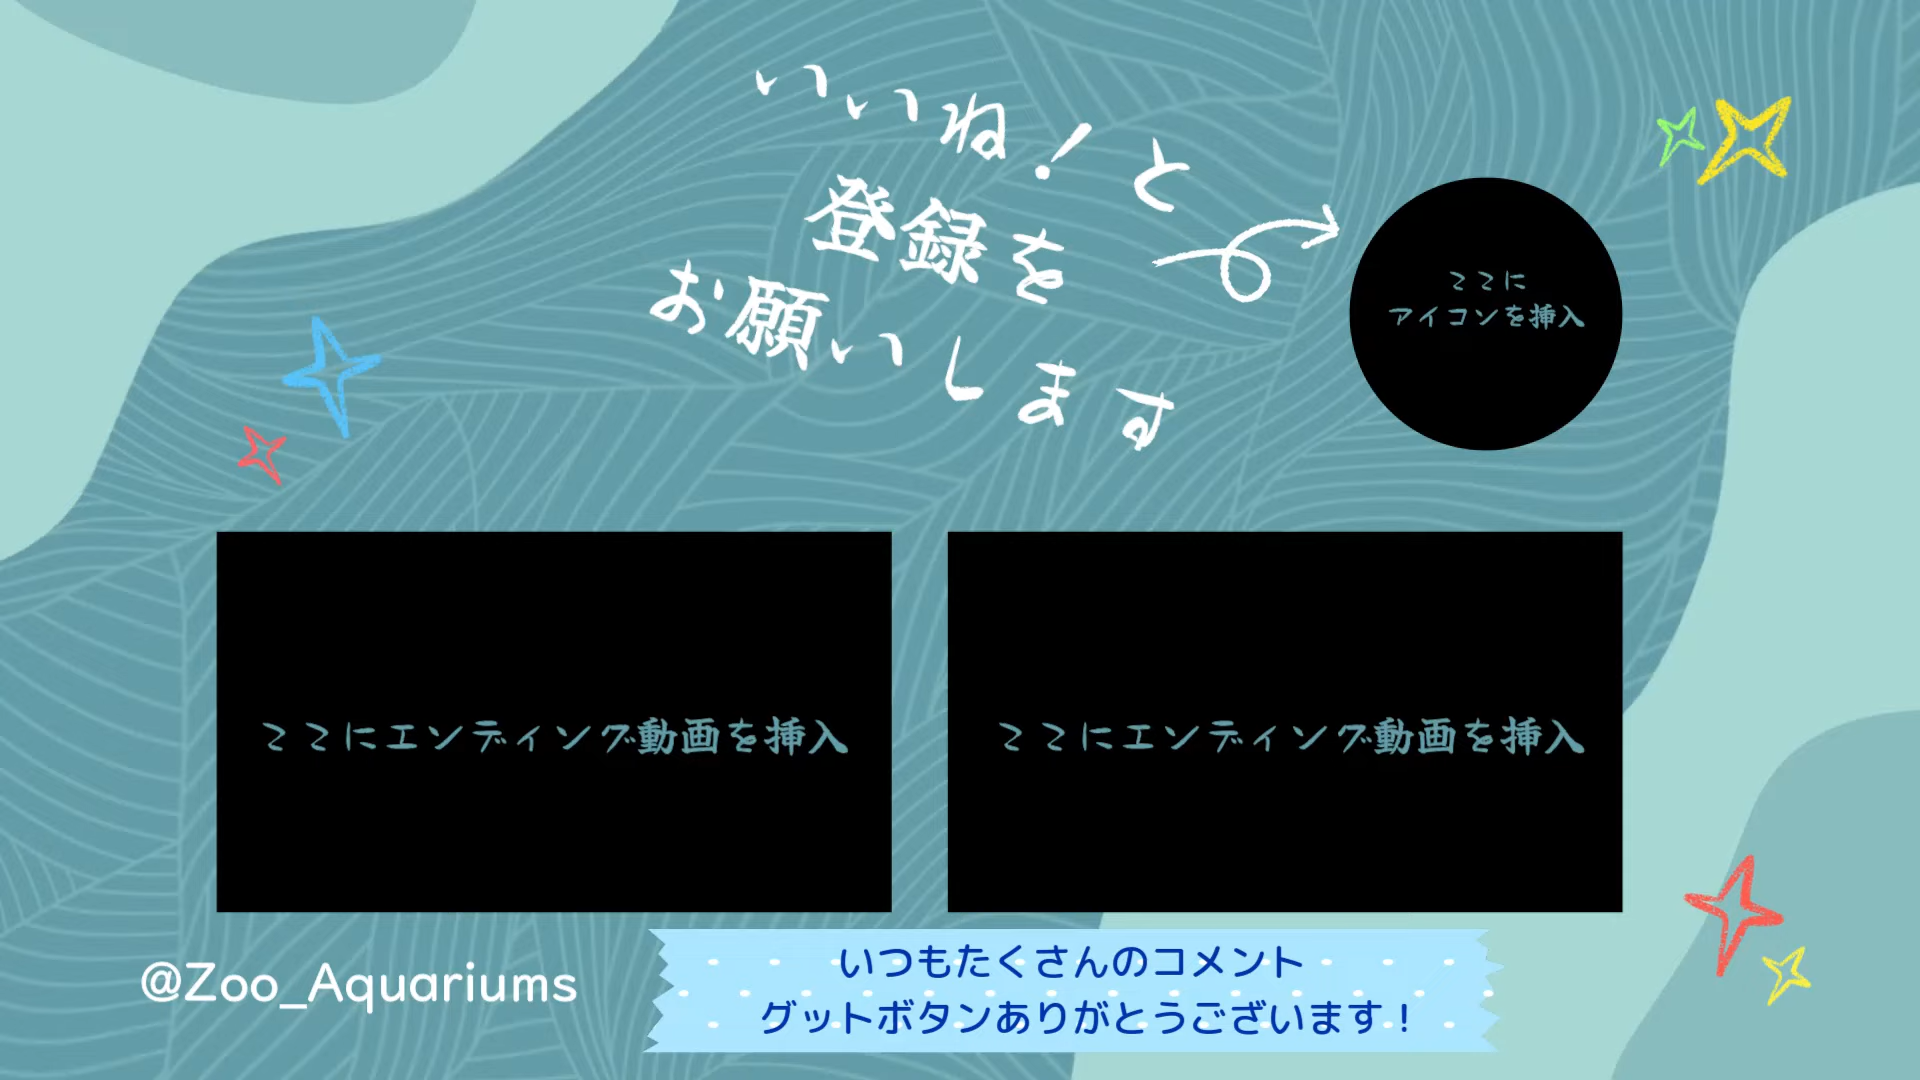 いいね！と
登録を
お願いします
ここに
アイコンを挿入
ここにエンディング動画を挿入
ここにエンディング動画を挿入
@Zoo_Aquariums
いつもたくさんのコメント
グットボタンありがとうございます！